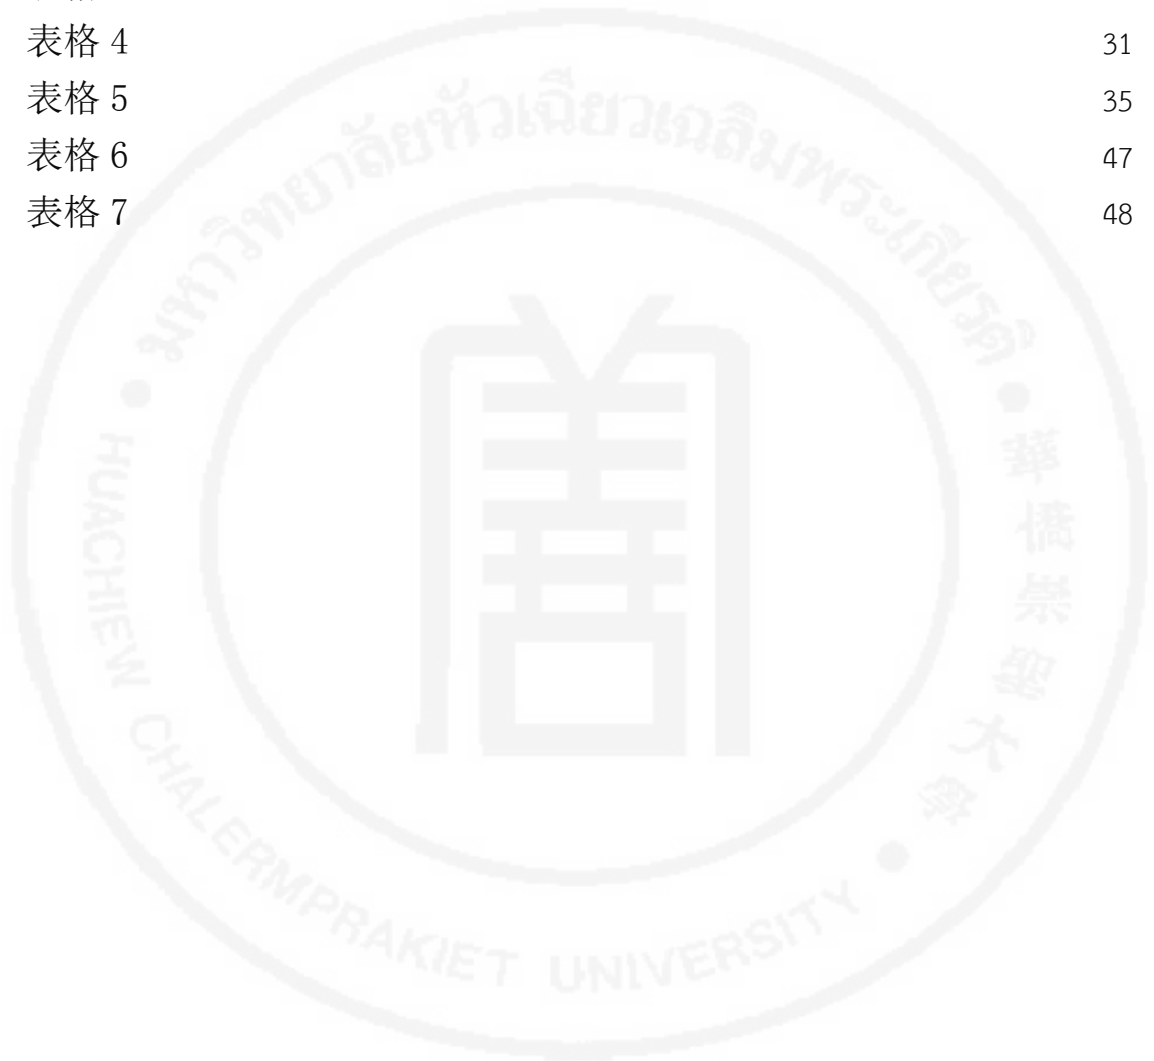 表格 4 31
表格 5 35
表格 6 47
表格 7 48
มหาวิทยาลัยหัวเฉียวเฉลิมพระเกียรติ
華僑崇聖大學
HUACHIEW CHALERMPRAKIET UNIVERSITY